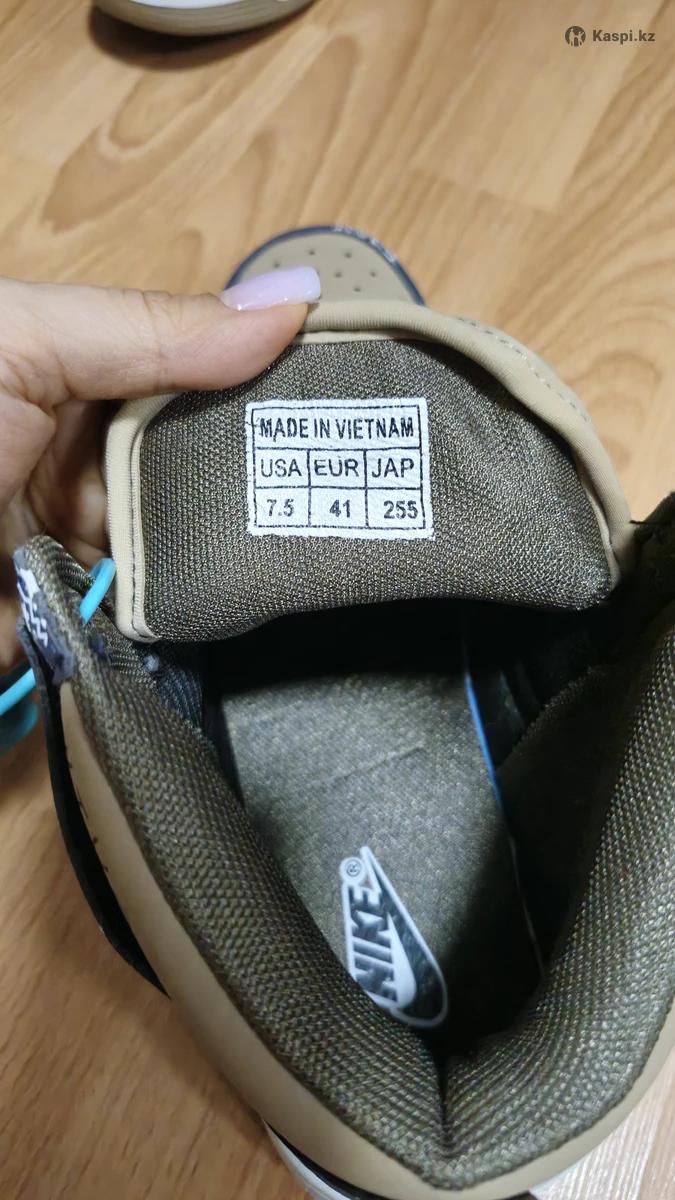 Kaspi.kz
MADE IN VIETNAM
USA EUR JAP
7.5 41 255
NIKE®